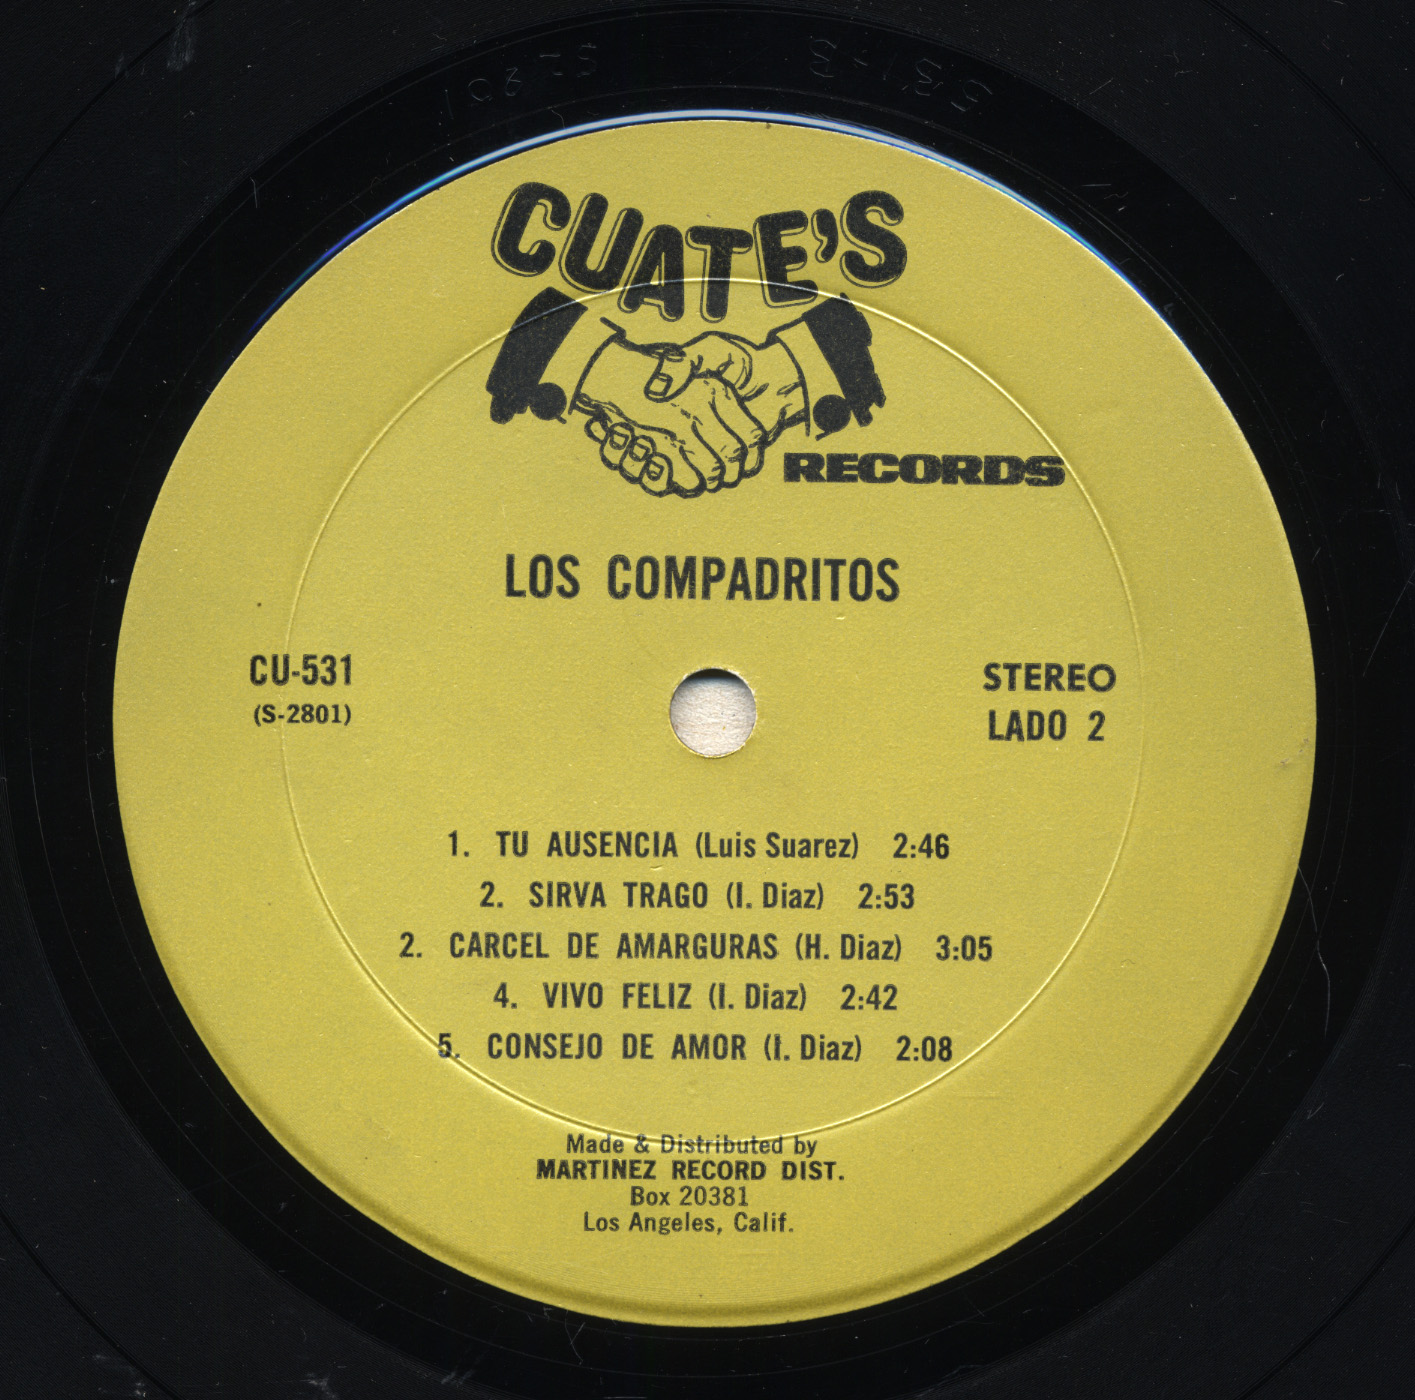 CUATE'S
RECORDS
LOS COMPADRITOS
CU-531
(S-2801)
STEREO
LADO 2
1. TU AUSENCIA (Luis Suarez) 2:46
2. SIRVA TRAGO (I. Diaz) 2:53
2. CARCEL DE AMARGURAS (H. Diaz) 3:05
4. VIVO FELIZ (I. Diaz) 2:42
5. CONSEJO DE AMOR (I. Diaz) 2:08
Made & Distributed by
MARTINEZ RECORD DIST.
Box 20381
Los Angeles, Calif.